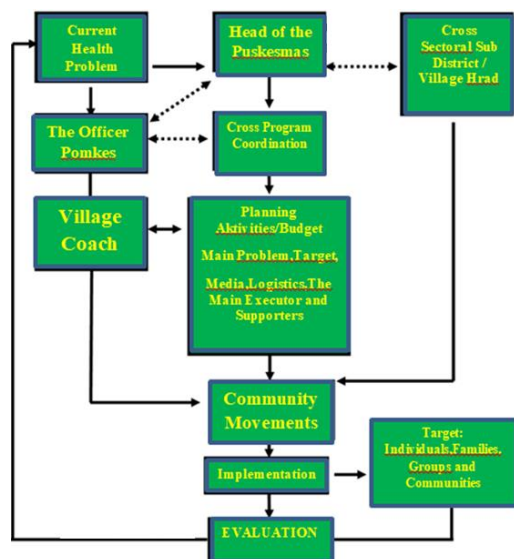 Current
Health
Problem
Head of the
Puskesmas
Cross
Sectoral Sub
District /
Village Hrad
The Officer
Pomkes
Cross Program
Coordination
Village
Coach
Planning
Aktivities/Budget
Main Problem,Target,
Media,Logistics,The
Main Executor and
Supporters
Community
Movements
Implementation
Target:
Individuals,Families,
Groups and
Communities
EVALUATION